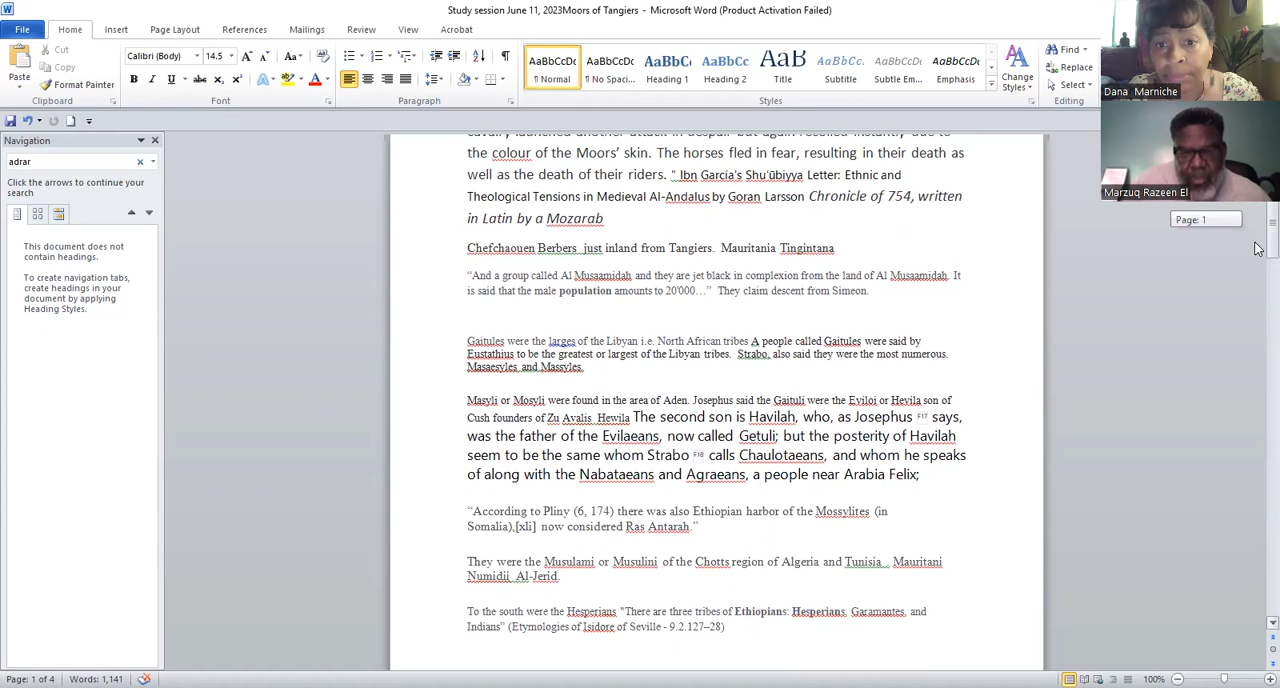 Study session June 11, 2023Moors of Tangiers - Microsoft Word (Product Activation Failed)
File Home Insert Page Layout References Mailings Review View Acrobat
Cut
Copy
Format Painter
Paste
Clipboard
Calibri (Body) 14.5
Font
Paragraph
AaBbCcDc AaBbCcDc AaBbCc AaBbCc AaB AaBbCcL AaBbCcDc AaBbCcDc
¶ Normal ¶ No Spaci... Heading 1 Heading 2 Title Subtitle Subtle Em... Emphasis
Styles
Change Styles
Find
Replace
Select
Editing
Dana Marniche
Marzuq Razeen El
Page: 1
Navigation
adrar
Click the arrows to continue your search
This document does not contain headings.
To create navigation tabs, create headings in your document by applying Heading Styles.
cavalry launched another attack in despair but again recoiled instantly due to
the colour of the Moors' skin. The horses fled in fear, resulting in their death as
well as the death of their riders. " Ibn García's Shu'ūbiyya Letter: Ethnic and
Theological Tensions in Medieval Al-Andalus by Goran Larsson Chronicle of 754, written
in Latin by a Mozarab
Chefchaouen Berbers just inland from Tangiers. Mauritania Tingintana
“And a group called Al Musaamidah and they are jet black in complexion from the land of Al Musaamidah. It
is said that the male population amounts to 20'000…” They claim descent from Simeon.
Gaitules were the larges of the Libyan i.e. North African tribes A people called Gaitules were said by
Eustathius to be the greatest or largest of the Libyan tribes. Strabo, also said they were the most numerous.
Masaesyles and Massyles.
Masyli or Mosyli were found in the area of Aden. Josephus said the Gaituli were the Eviloi or Hevila son of
Cush founders of Zu Avalis Hewila The second son is Havilah, who, as Josephus F17 says,
was the father of the Evilaeans, now called Getuli; but the posterity of Havilah
seem to be the same whom Strabo F18 calls Chaulotaeans, and whom he speaks
of along with the Nabataeans and Agraeans, a people near Arabia Felix;
“According to Pliny (6, 174) there was also Ethiopian harbor of the Mossylites (in
Somalia),[xli] now considered Ras Antarah.”
They were the Musulami or Musulini of the Chotts region of Algeria and Tunisia , Mauritani
Numidii Al-Jerid.
To the south were the Hesperians "There are three tribes of Ethiopians: Hesperians, Garamantes, and
Indians” (Etymologies of Isidore of Seville - 9.2.127–28)
Page: 1 of 4 Words: 1,141
100%